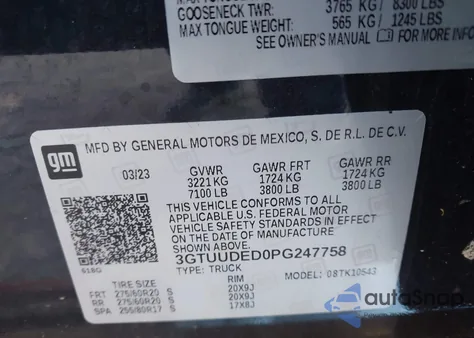 GOOSENECK TWR: 3765 KG/ 8300 LBS
MAX TONGUE WEIGHT: 565 KG / 1245 LBS
SEE OWNER'S MANUAL
gm
MFD BY GENERAL MOTORS DE MEXICO, S. DE R.L. DE C.V.
03/23 GVWR GAWR FRT GAWR RR
3221 KG 1724 KG 1724 KG
7100 LB 3800 LB 3800 LB
THIS VEHICLE CONFORMS TO ALL
APPLICABLE U.S. FEDERAL MOTOR
VEHICLE SAFETY STANDARDS
IN EFFECT ON THE DATE OF MANUFACTURE
SHOWN ABOVE.
3GTUUDED0PG247758
TYPE: TRUCK MODEL:
TIRE SIZE RIM
FRT 275/60R20 S 20X9J
RR 275/60R20 S 20X9J
SPA 17X8J
autoSnap